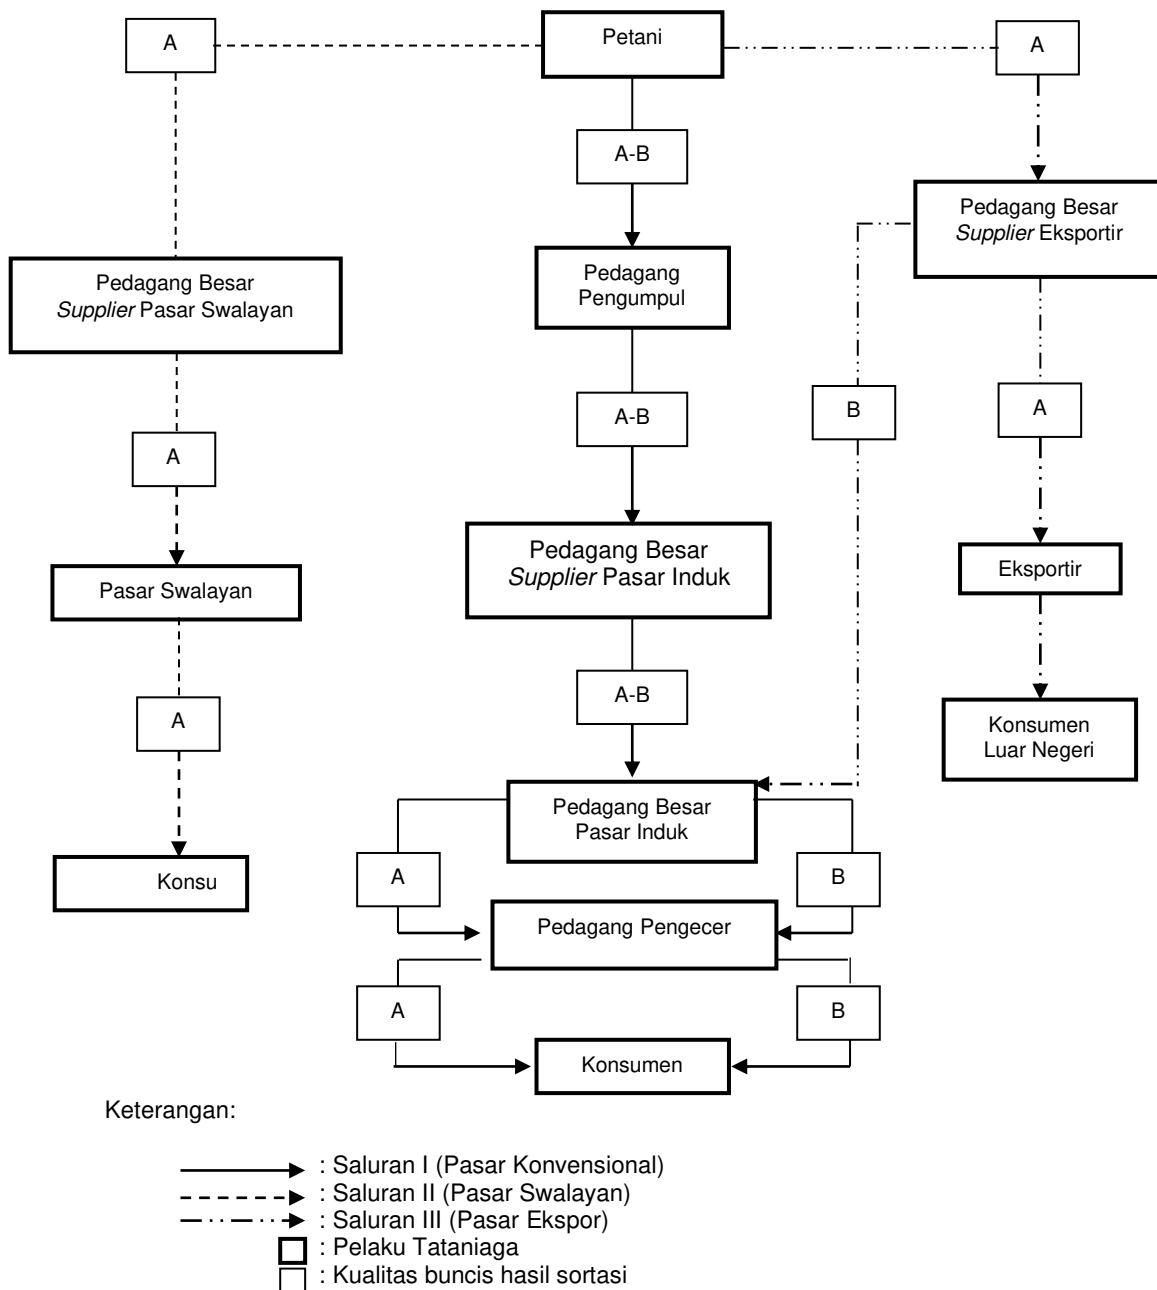 A
Petani
A
A-B
Pedagang Besar
Supplier Eksportir
Pedagang Besar
Supplier Pasar Swalayan
Pedagang
Pengumpul
A
A-B
B
A
Pedagang Besar
Supplier Pasar Induk
Pasar Swalayan
Eksportir
A
A-B
Konsumen
Luar Negeri
Pedagang Besar
Pasar Induk
Konsu
A
B
Pedagang Pengecer
A
B
Konsumen
Keterangan:
: Saluran I (Pasar Konvensional)
: Saluran II (Pasar Swalayan)
: Saluran III (Pasar Ekspor)
: Pelaku Tataniaga
: Kualitas buncis hasil sortasi